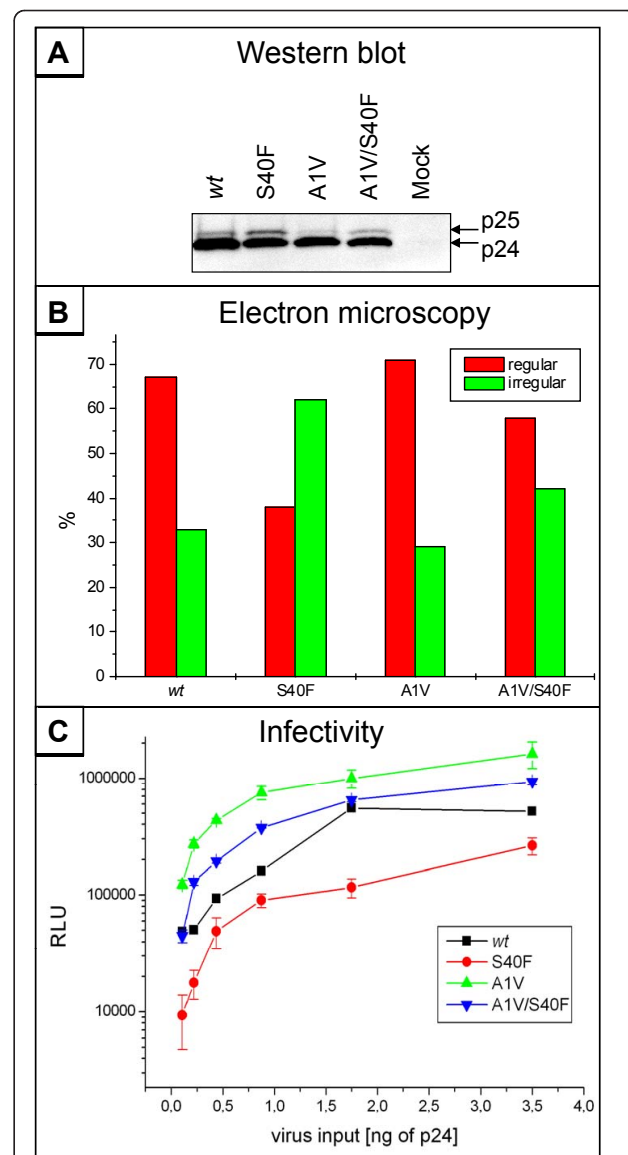 A
Western blot
wt
S40F
A1V
A1V/S40F
Mock
p25
p24
B
Electron microscopy
regular
irregular
70
60
50
40
30
20
10
0
%
wt
S40F
A1V
A1V/S40F
C
Infectivity
1000000
100000
10000
RLU
wt
S40F
A1V
A1V/S40F
0,0
0,5
1,0
1,5
2,0
2,5
3,0
3,5
4,0
virus input [ng of p24]